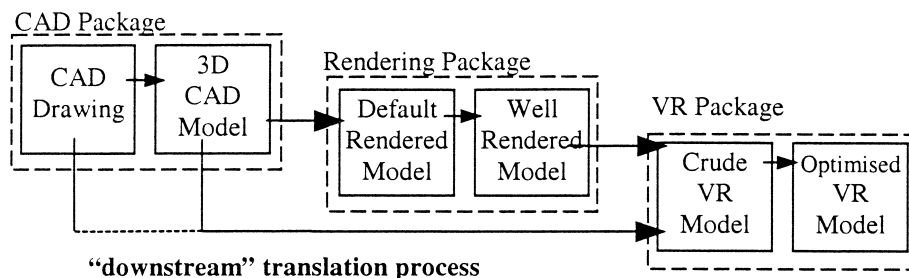 CAD Package
CAD
Drawing
3D
CAD
Model
Rendering Package
Default
Rendered
Model
Well
Rendered
Model
VR Package
Crude
VR
Model
Optimised
VR
Model
“downstream” translation process